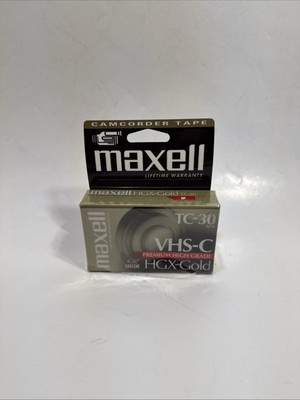 CAMCORDER TAPE
maxell
LIFETIME WARRANTY
maxell HGX-Gold
maxell
TC-30
VHS-C
PREMIUM HIGH GRADE
HGX-Gold